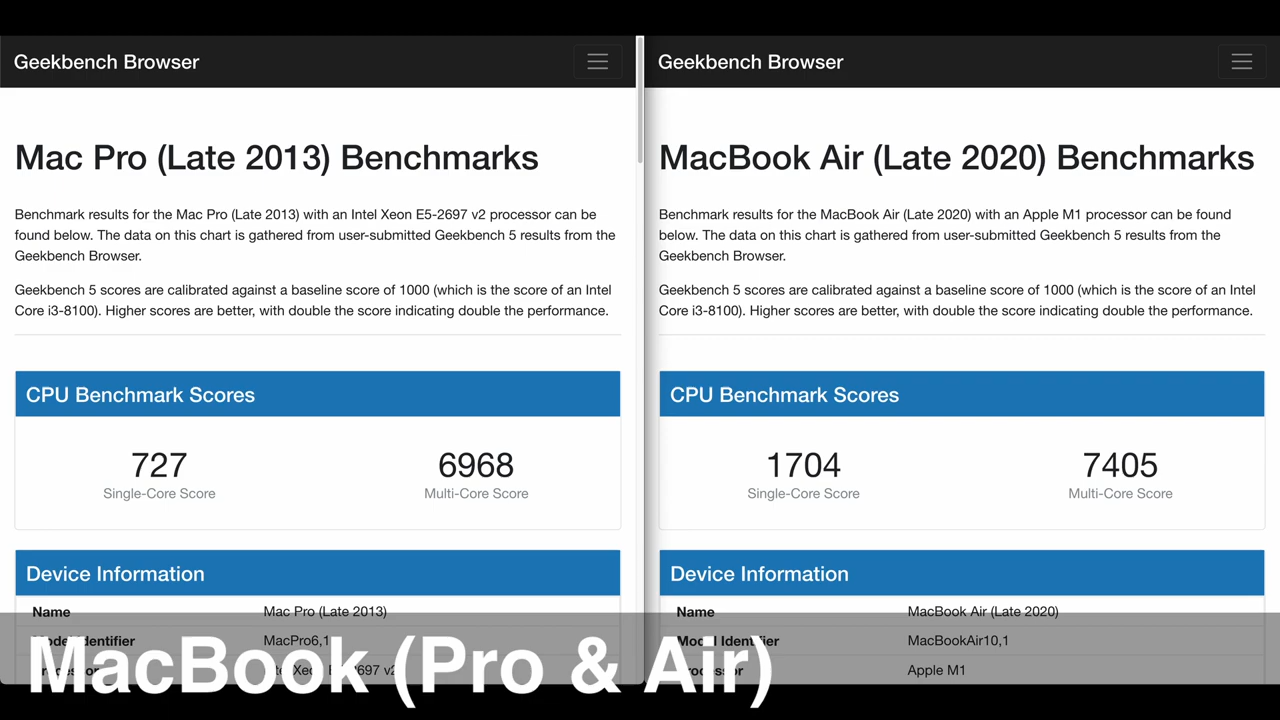 Geekbench Browser
Mac Pro (Late 2013) Benchmarks
Benchmark results for the Mac Pro (Late 2013) with an Intel Xeon E5-2697 v2 processor can be
found below. The data on this chart is gathered from user-submitted Geekbench 5 results from the
Geekbench Browser.
Geekbench 5 scores are calibrated against a baseline score of 1000 (which is the score of an Intel
Core i3-8100). Higher scores are better, with double the score indicating double the performance.
CPU Benchmark Scores
727 6968
Single-Core Score Multi-Core Score
Device Information
Name Mac Pro (Late 2013)
Model Identifier MacPro6,1
Geekbench Browser
MacBook Air (Late 2020) Benchmarks
Benchmark results for the MacBook Air (Late 2020) with an Apple M1 processor can be found
below. The data on this chart is gathered from user-submitted Geekbench 5 results from the
Geekbench Browser.
Geekbench 5 scores are calibrated against a baseline score of 1000 (which is the score of an Intel
Core i3-8100). Higher scores are better, with double the score indicating double the performance.
CPU Benchmark Scores
1704 7405
Single-Core Score Multi-Core Score
Device Information
Name MacBook Air (Late 2020)
Model Identifier MacBookAir10,1
Processor Apple M1
MacBook (Pro & Air)